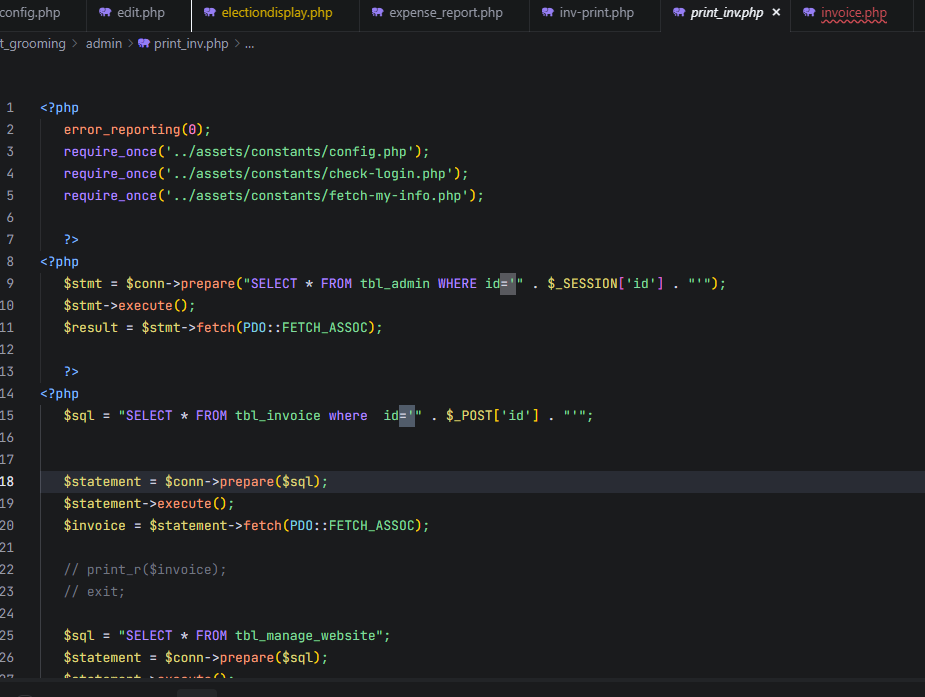 config.php edit.php electiondisplay.php expense_report.php inv-print.php print_inv.php × invoice.php
t_grooming > admin > print_inv.php > ...
1 <?php
2 error_reporting(0);
3 require_once('../assets/constants/config.php');
4 require_once('../assets/constants/check-login.php');
5 require_once('../assets/constants/fetch-my-info.php');
6
7 ?>
8 <?php
9 $stmt = $conn->prepare("SELECT * FROM tbl_admin WHERE id='" . $_SESSION['id'] . "'");
10 $stmt->execute();
11 $result = $stmt->fetch(PDO::FETCH_ASSOC);
12
13 ?>
14 <?php
15 $sql = "SELECT * FROM tbl_invoice where  id='" . $_POST['id'] . "'";
16
17
18 $statement = $conn->prepare($sql);
19 $statement->execute();
20 $invoice = $statement->fetch(PDO::FETCH_ASSOC);
21
22 // print_r($invoice);
23 // exit;
24
25 $sql = "SELECT * FROM tbl_manage_website";
26 $statement = $conn->prepare($sql);
27 $statement->execute();